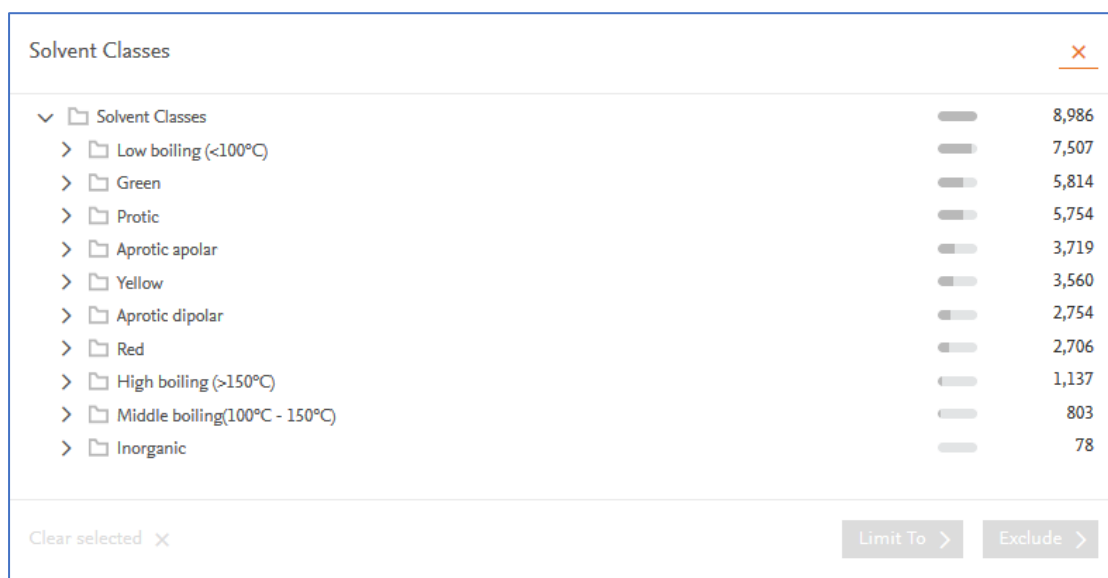 Solvent Classes
Solvent Classes 8,986
Low boiling (<100°C) 7,507
Green 5,814
Protic 5,754
Aprotic apolar 3,719
Yellow 3,560
Aprotic dipolar 2,754
Red 2,706
High boiling (>150°C) 1,137
Middle boiling(100°C - 150°C) 803
Inorganic 78
Clear selected Limit To Exclude